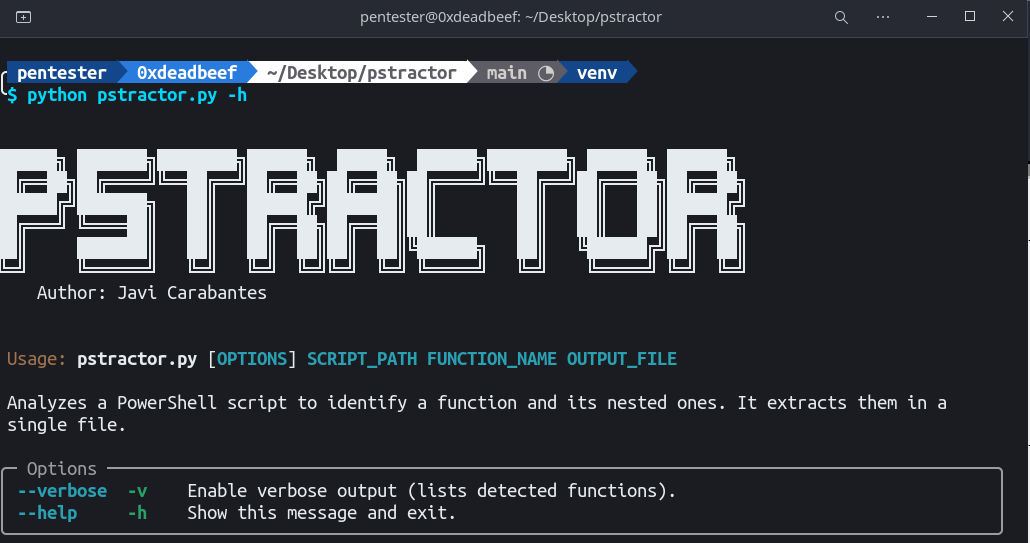 pentester@0xdeadbeef: ~/Desktop/pstractor
pentester 0xdeadbeef ~/Desktop/pstractor main venv
$ python pstractor.py -h
PSTRACTOR
Author: Javi Carabantes
Usage: pstractor.py [OPTIONS] SCRIPT_PATH FUNCTION_NAME OUTPUT_FILE
Analyzes a PowerShell script to identify a function and its nested ones. It extracts them in a
single file.
Options
--verbose -v Enable verbose output (lists detected functions).
--help -h Show this message and exit.